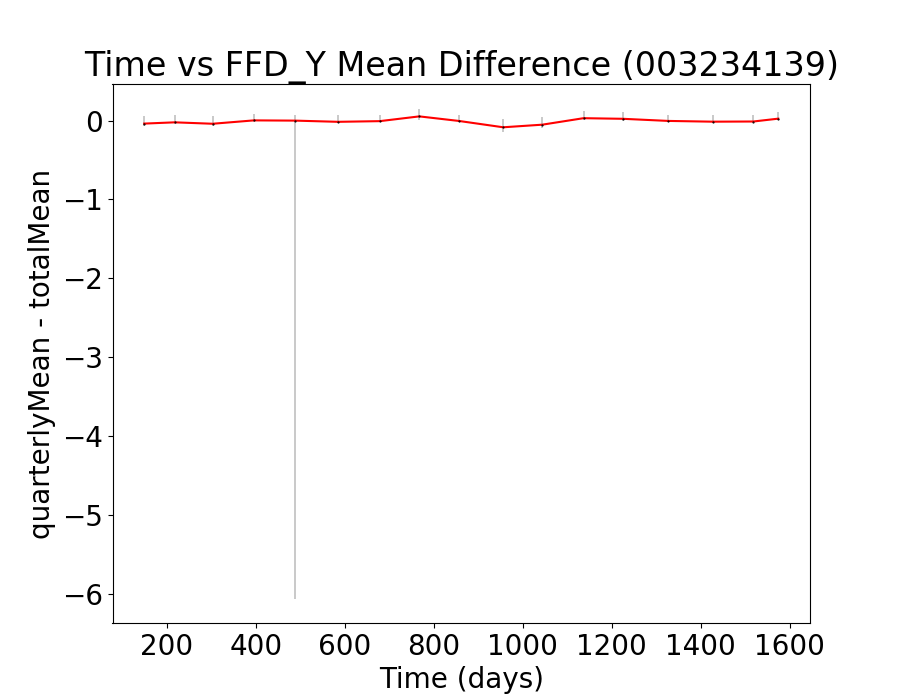 Time vs FFD_Y Mean Difference (003234139)
quarterlyMean - totalMean
0
−1
−2
−3
−4
−5
−6
200 400 600 800 1000 1200 1400 1600
Time (days)